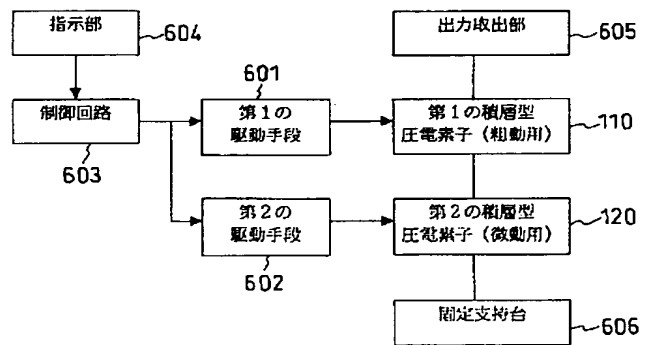 指示部
604
出力取出部
605
601
制御回路
603
第1の
駆動手段
第1の積層型
圧電素子(粗動用)
110
第2の
駆動手段
602
第2の積層型
圧電素子(微動用)
120
固定支持台
606